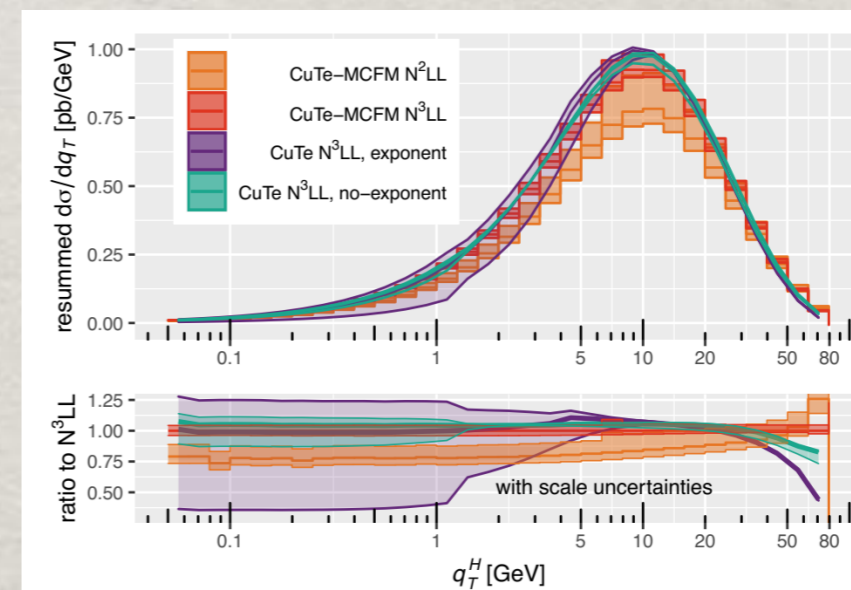 resummed dσ/dq_T [pb/GeV]
1.00
0.75
0.50
0.25
0.00
CuTe−MCFM N²LL
CuTe−MCFM N³LL
CuTe N³LL, exponent
CuTe N³LL, no−exponent
0.1 1 5 10 20 50 80
ratio to N³LL
1.25
1.00
0.75
0.50
with scale uncertainties
0.1 1 5 10 20 50 80
q_T^H [GeV]